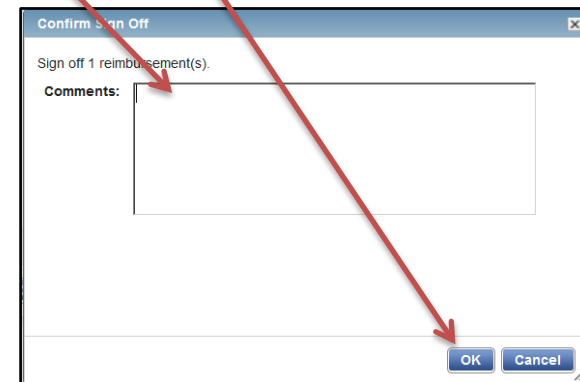 Confirm Sign Off
Sign off 1 reimbursement(s).
Comments:
OK Cancel